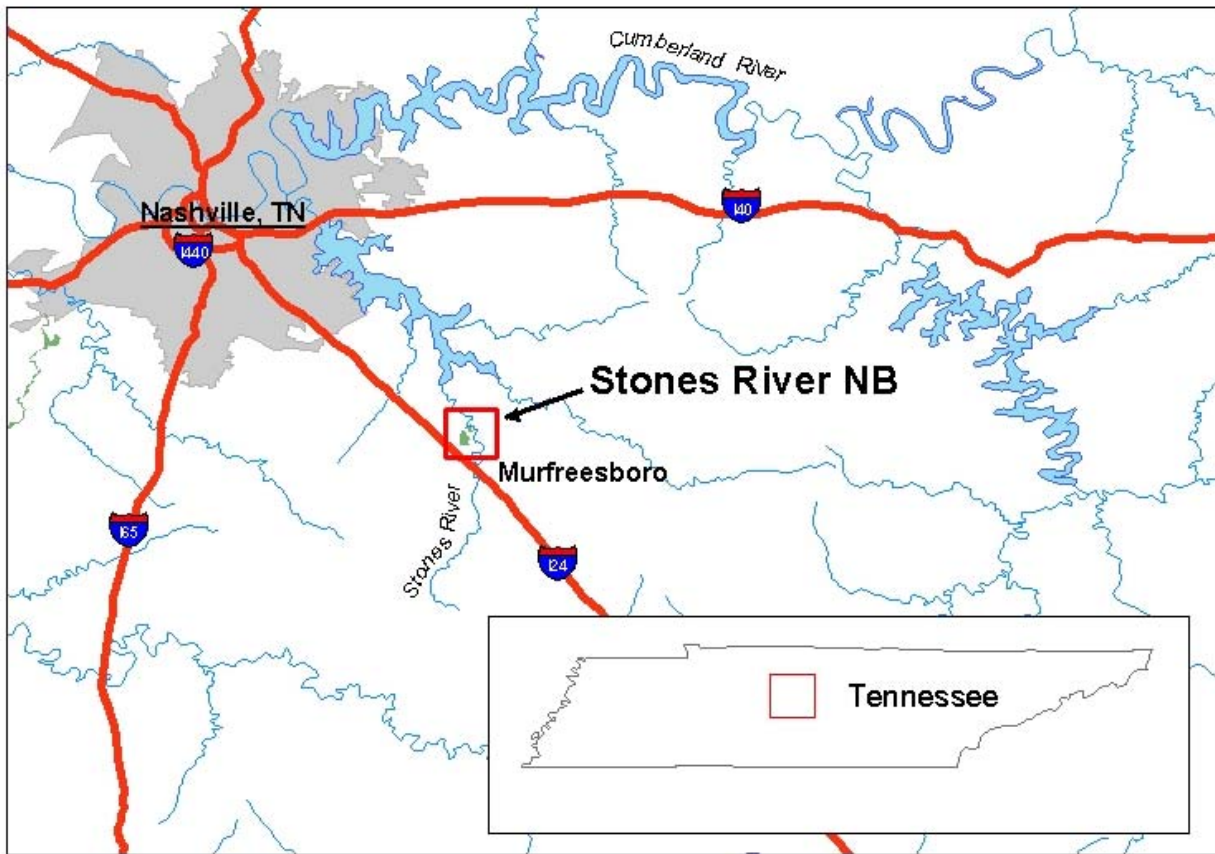 Cumberland River
Nashville, TN
I40
I440
Stones River NB
Murfreesboro
Stones River
I65
I24
Tennessee